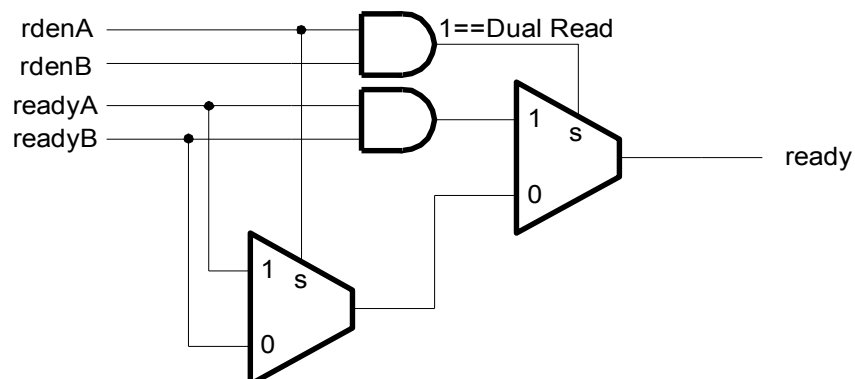 rdenA
1==Dual Read
rdenB
readyA
readyB
1
s
ready
0
1
s
0